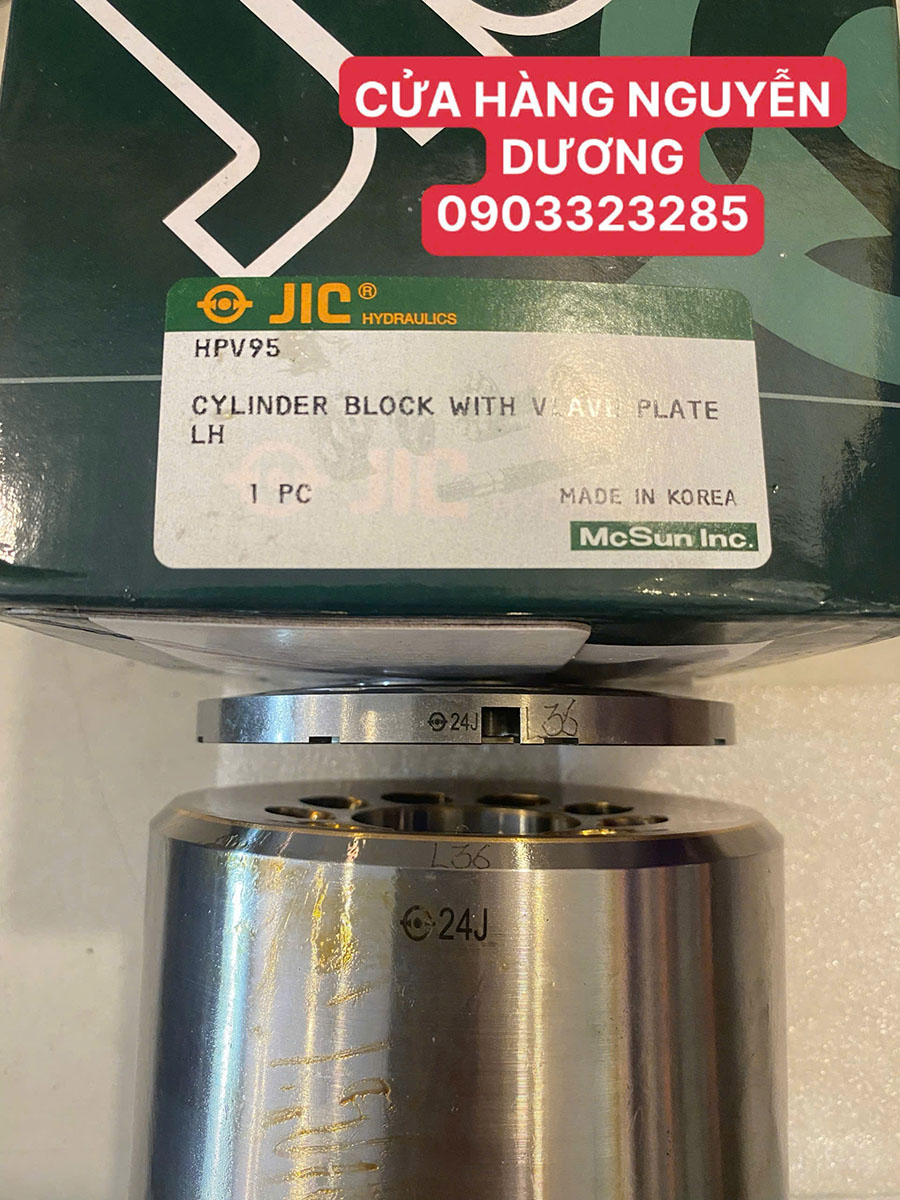 CỬA HÀNG NGUYỄN
DƯƠNG
0903323285
JIC®
HYDRAULICS
HPV95
CYLINDER BLOCK WITH VLAVE PLATE
LH
JIC
1 PC
MADE IN KOREA
McSun Inc.
24J L36
L36
24J